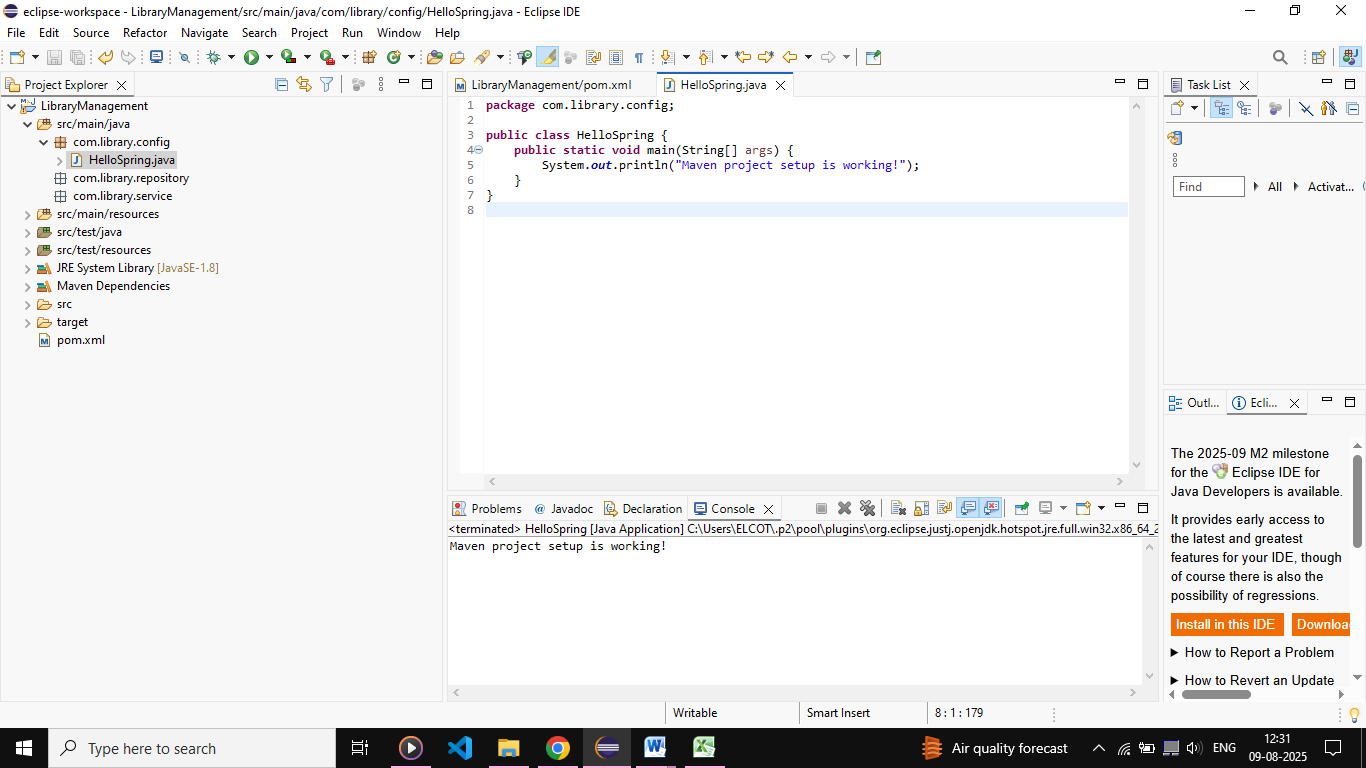 eclipse-workspace - LibraryManagement/src/main/java/com/library/config/HelloSpring.java - Eclipse IDE
File Edit Source Refactor Navigate Search Project Run Window Help
Project Explorer
LibraryManagement
src/main/java
com.library.config
HelloSpring.java
com.library.repository
com.library.service
src/main/resources
src/test/java
src/test/resources
JRE System Library [JavaSE-1.8]
Maven Dependencies
src
target
pom.xml
LibraryManagement/pom.xml HelloSpring.java
1 package com.library.config;
2
3 public class HelloSpring {
4 public static void main(String[] args) {
5 System.out.println("Maven project setup is working!");
6 }
7 }
8
Problems Javadoc Declaration Console
<terminated> HelloSpring [Java Application] C:\Users\ELCOT\.p2\pool\plugins\org.eclipse.justj.openjdk.hotspot.jre.full.win32.x86_64_2
Maven project setup is working!
Task List
Find All Activat...
Outl... Ecli...
The 2025-09 M2 milestone
for the Eclipse IDE for
Java Developers is available.
It provides early access to
the latest and greatest
features for your IDE, though
of course there is also the
possibility of regressions.
Install in this IDE Downloa
How to Report a Problem
How to Revert an Update
Writable Smart Insert 8 : 1 : 179
Type here to search
Air quality forecast ENG 12:31
09-08-2025